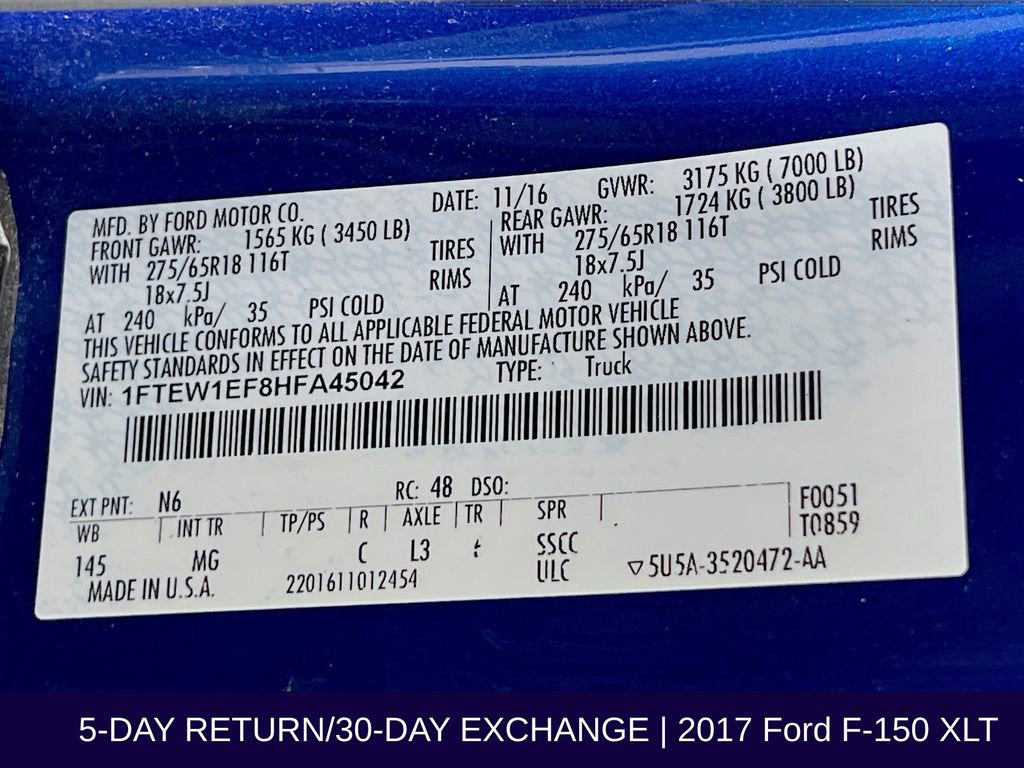 MFD. BY FORD MOTOR CO. DATE: 11/16 GVWR: 3175 KG ( 7000 LB)
FRONT GAWR: 1565 KG ( 3450 LB) REAR GAWR: 1724 KG ( 3800 LB)
WITH 275/65R18 116T TIRES WITH 275/65R18 116T TIRES
18x7.5J RIMS 18x7.5J RIMS
AT 240 kPa/ 35 PSI COLD AT 240 kPa/ 35 PSI COLD
THIS VEHICLE CONFORMS TO ALL APPLICABLE FEDERAL MOTOR VEHICLE
SAFETY STANDARDS IN EFFECT ON THE DATE OF MANUFACTURE SHOWN ABOVE.
VIN: 1FTEW1EF8HFA45042 TYPE: Truck
EXT PNT: N6 RC: 48 DSO: F0051
WB | INT TR | TP/PS | R | AXLE | TR | SPR | T0859
145 MG C L3 SSCC
MADE IN U.S.A. 2201611012454 ULC ▽5U5A-3520472-AA
5-DAY RETURN/30-DAY EXCHANGE | 2017 Ford F-150 XLT